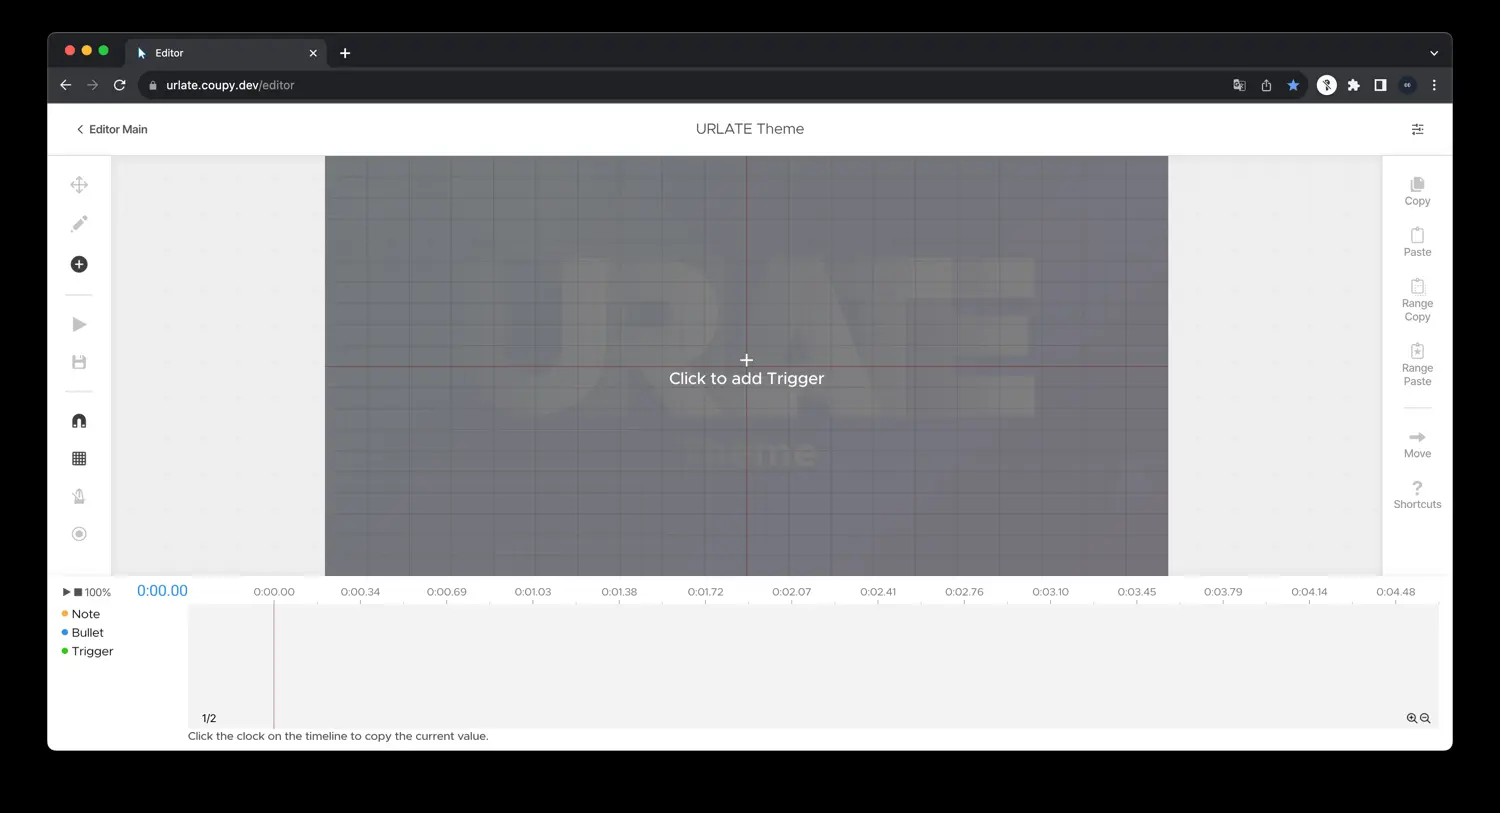 Editor
urlate.coupy.dev/editor
Editor Main
URLATE Theme
Copy
Paste
Range
Copy
Range
Paste
Move
Shortcuts
URLATE
Theme
Click to add Trigger
100%
0:00.00
0:00.00 0:00.34 0:00.69 0:01.03 0:01.38 0:01.72 0:02.07 0:02.41 0:02.76 0:03.10 0:03.45 0:03.79 0:04.14 0:04.48
Note
Bullet
Trigger
1/2
Click the clock on the timeline to copy the current value.